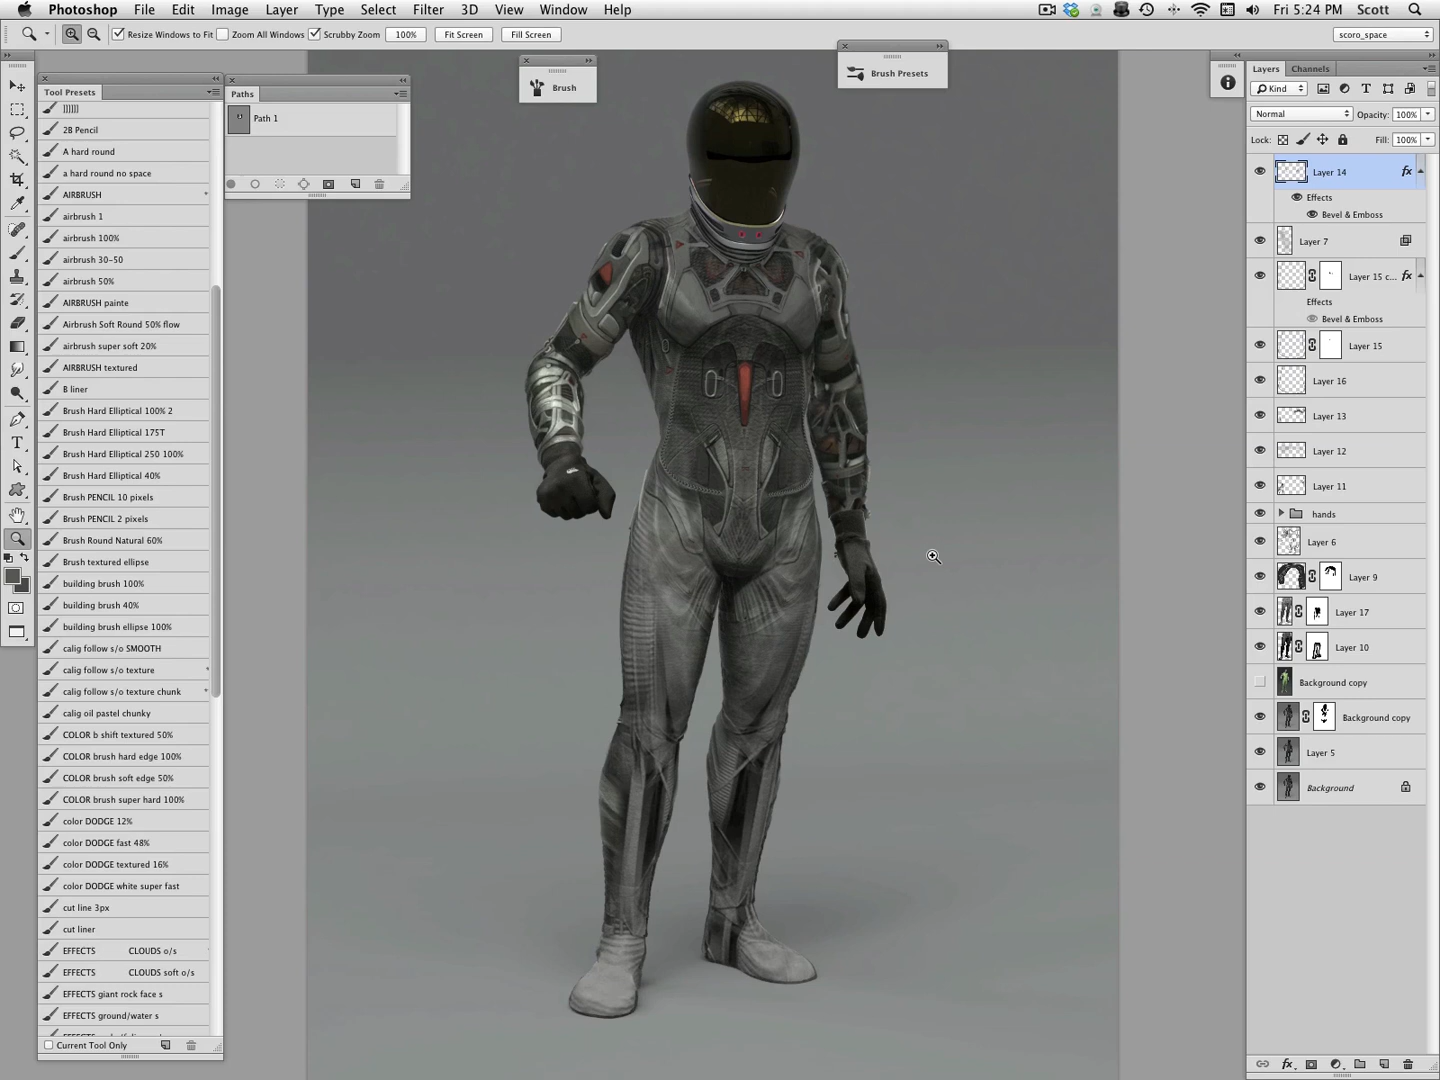 Photoshop File Edit Image Layer Type Select Filter 3D View Window Help Fri 5:24 PM Scott
Resize Windows to Fit Zoom All Windows Scrubby Zoom 100% Fit Screen Fill Screen scoro_space
Tool Presets
]]]]]]
2B Pencil
A hard round
a hard round no space
AIRBRUSH
airbrush 1
airbrush 100%
airbrush 30-50
airbrush 50%
AIRBRUSH painte
Airbrush Soft Round 50% flow
airbrush super soft 20%
AIRBRUSH textured
B liner
Brush Hard Elliptical 100% 2
Brush Hard Elliptical 175T
Brush Hard Elliptical 250 100%
Brush Hard Elliptical 40%
Brush PENCIL 10 pixels
Brush PENCIL 2 pixels
Brush Round Natural 60%
Brush textured ellipse
building brush 100%
building brush 40%
building brush ellipse 100%
calig follow s/o SMOOTH
calig follow s/o texture
calig follow s/o texture chunk
calig oil pastel chunky
COLOR b shift textured 50%
COLOR brush hard edge 100%
COLOR brush soft edge 50%
COLOR brush super hard 100%
color DODGE 12%
color DODGE fast 48%
color DODGE textured 16%
color DODGE white super fast
cut line 3px
cut liner
EFFECTS CLOUDS o/s
EFFECTS CLOUDS soft o/s
EFFECTS giant rock face s
EFFECTS ground/water s
Current Tool Only
Paths
Path 1
Brush
Brush Presets
Layers Channels
Kind
Normal Opacity: 100%
Lock: Fill: 100%
Layer 14 fx
Effects
Bevel & Emboss
Layer 7
Layer 15 c... fx
Effects
Bevel & Emboss
Layer 15
Layer 16
Layer 13
Layer 12
Layer 11
hands
Layer 6
Layer 9
Layer 17
Layer 10
Background copy
Background copy
Layer 5
Background
fx